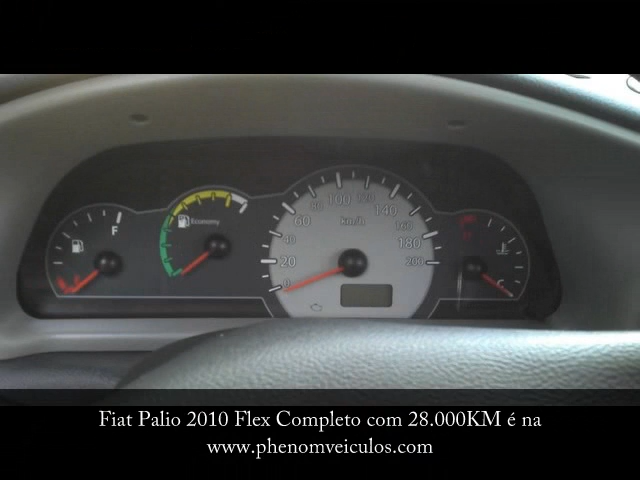 F
Economy
0
20
40
60
80
100
120
140
160
180
200
km/h
C
Fiat Palio 2010 Flex Completo com 28.000KM é na
www.phenomveiculos.com